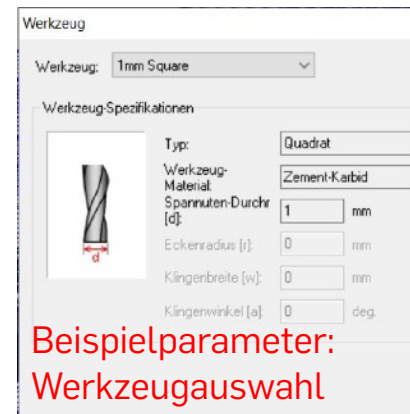 Werkzeug
Werkzeug: 1mm Square
Werkzeug-Spezifikationen
Typ: Quadrat
Werkzeug-
Material: Zement-Karbid
Spannuten-Durchr
[d]: 1 mm
Eckenradius [r]: 0 mm
Klingenbreite [w]: 0 mm
Klingenwinkel [a]: 0 deg.
d
Beispielparameter:
Werkzeugauswahl